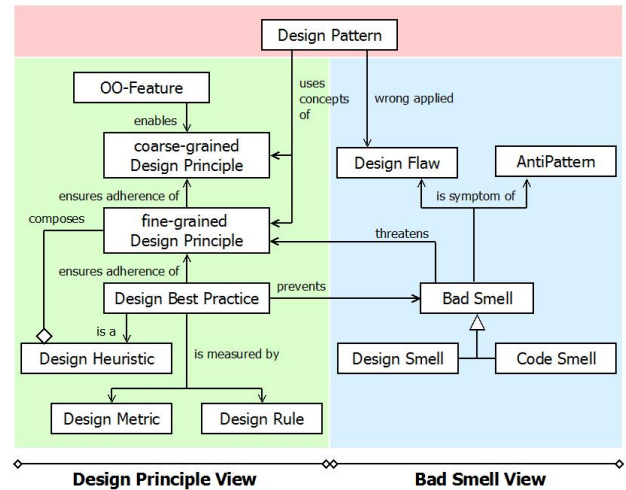 Design Pattern
OO-Feature
uses
concepts
of
wrong applied
enables
coarse-grained
Design Principle
Design Flaw
AntiPattern
ensures adherence of
is symptom of
composes
fine-grained
Design Principle
threatens
ensures adherence of
prevents
Design Best Practice
Bad Smell
is a
Design Heuristic
is measured by
Design Smell
Code Smell
Design Metric
Design Rule
Design Principle View
Bad Smell View